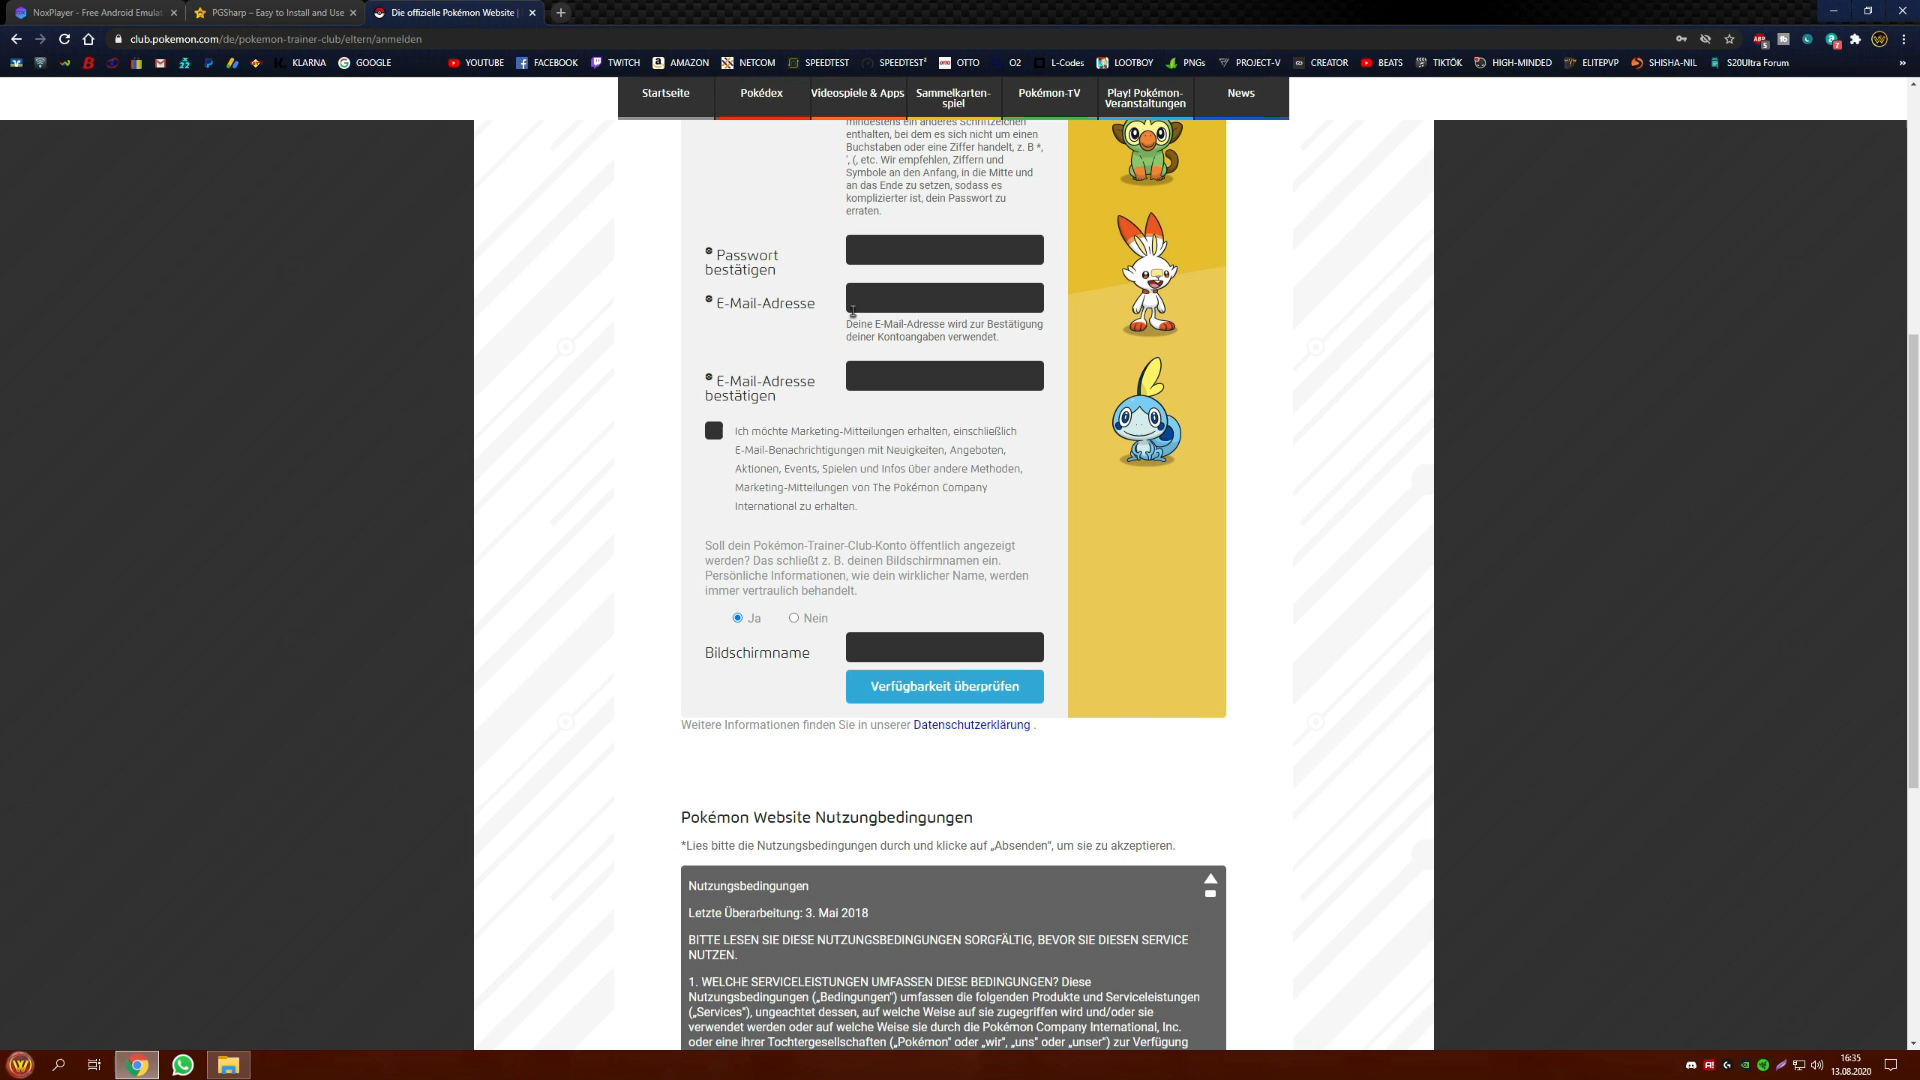 NoxPlayer - Free Android Emulat
PGSharp – Easy to Install and Use
Die offizielle Pokémon Website |
club.pokemon.com/de/pokemon-trainer-club/eltern/anmelden
KLARNA
GOOGLE
YOUTUBE
FACEBOOK
TWITCH
AMAZON
NETCOM
SPEEDTEST
SPEEDTEST²
OTTO
O2
L-Codes
LOOTBOY
PNGs
PROJECT-V
CREATOR
BEATS
TIKTOK
HIGH-MINDED
ELITEPVP
SHISHA-NIL
S20Ultra Forum
Startseite
Pokédex
Videospiele & Apps
Sammelkarten-
spiel
Pokémon-TV
Play! Pokémon-
Veranstaltungen
News
mindestens ein anderes Schriftzeichen
enthalten, bei dem es sich nicht um einen
Buchstaben oder eine Ziffer handelt, z. B *,
', (, etc. Wir empfehlen, Ziffern und
Symbole an den Anfang, in die Mitte und
an das Ende zu setzen, sodass es
komplizierter ist, dein Passwort zu
erraten.
Passwort
bestätigen
E-Mail-Adresse
Deine E-Mail-Adresse wird zur Bestätigung
deiner Kontoangaben verwendet.
E-Mail-Adresse
bestätigen
Ich möchte Marketing-Mitteilungen erhalten, einschließlich
E-Mail-Benachrichtigungen mit Neuigkeiten, Angeboten,
Aktionen, Events, Spielen und Infos über andere Methoden,
Marketing-Mitteilungen von The Pokémon Company
International zu erhalten.
Soll dein Pokémon-Trainer-Club-Konto öffentlich angezeigt
werden? Das schließt z. B. deinen Bildschirmnamen ein.
Persönliche Informationen, wie dein wirklicher Name, werden
immer vertraulich behandelt.
Ja
Nein
Bildschirmname
Verfügbarkeit überprüfen
Weitere Informationen finden Sie in unserer Datenschutzerklärung .
Pokémon Website Nutzungbedingungen
*Lies bitte die Nutzungsbedingungen durch und klicke auf „Absenden“, um sie zu akzeptieren.
Nutzungsbedingungen
Letzte Überarbeitung: 3. Mai 2018
BITTE LESEN SIE DIESE NUTZUNGSBEDINGUNGEN SORGFÄLTIG, BEVOR SIE DIESEN SERVICE
NUTZEN.
1. WELCHE SERVICELEISTUNGEN UMFASSEN DIESE BEDINGUNGEN? Diese
Nutzungsbedingungen („Bedingungen“) umfassen die folgenden Produkte und Serviceleistungen
(„Services“), ungeachtet dessen, auf welche Weise auf sie zugegriffen wird und/oder sie
verwendet werden oder auf welche Weise sie durch die Pokémon Company International, Inc.
oder eine ihrer Tochtergesellschaften („Pokémon“ oder „wir“, „uns“ oder „unser“) zur Verfügung
16:35
13.08.2020